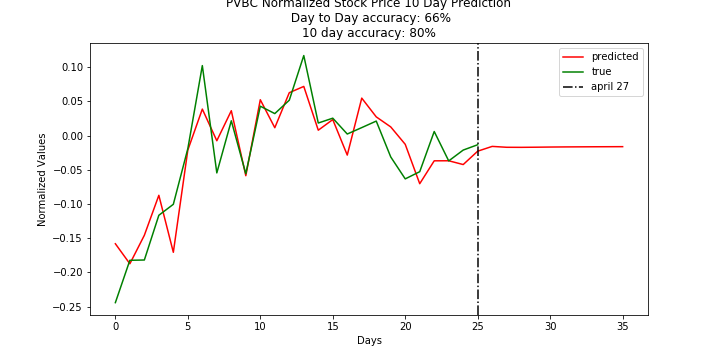 PVBC Normalized Stock Price 10 Day Prediction
Day to Day accuracy: 66%
10 day accuracy: 80%
predicted
true
april 27
0.10
0.05
0.00
−0.05
−0.10
−0.15
−0.20
−0.25
Normalized Values
0 5 10 15 20 25 30 35
Days